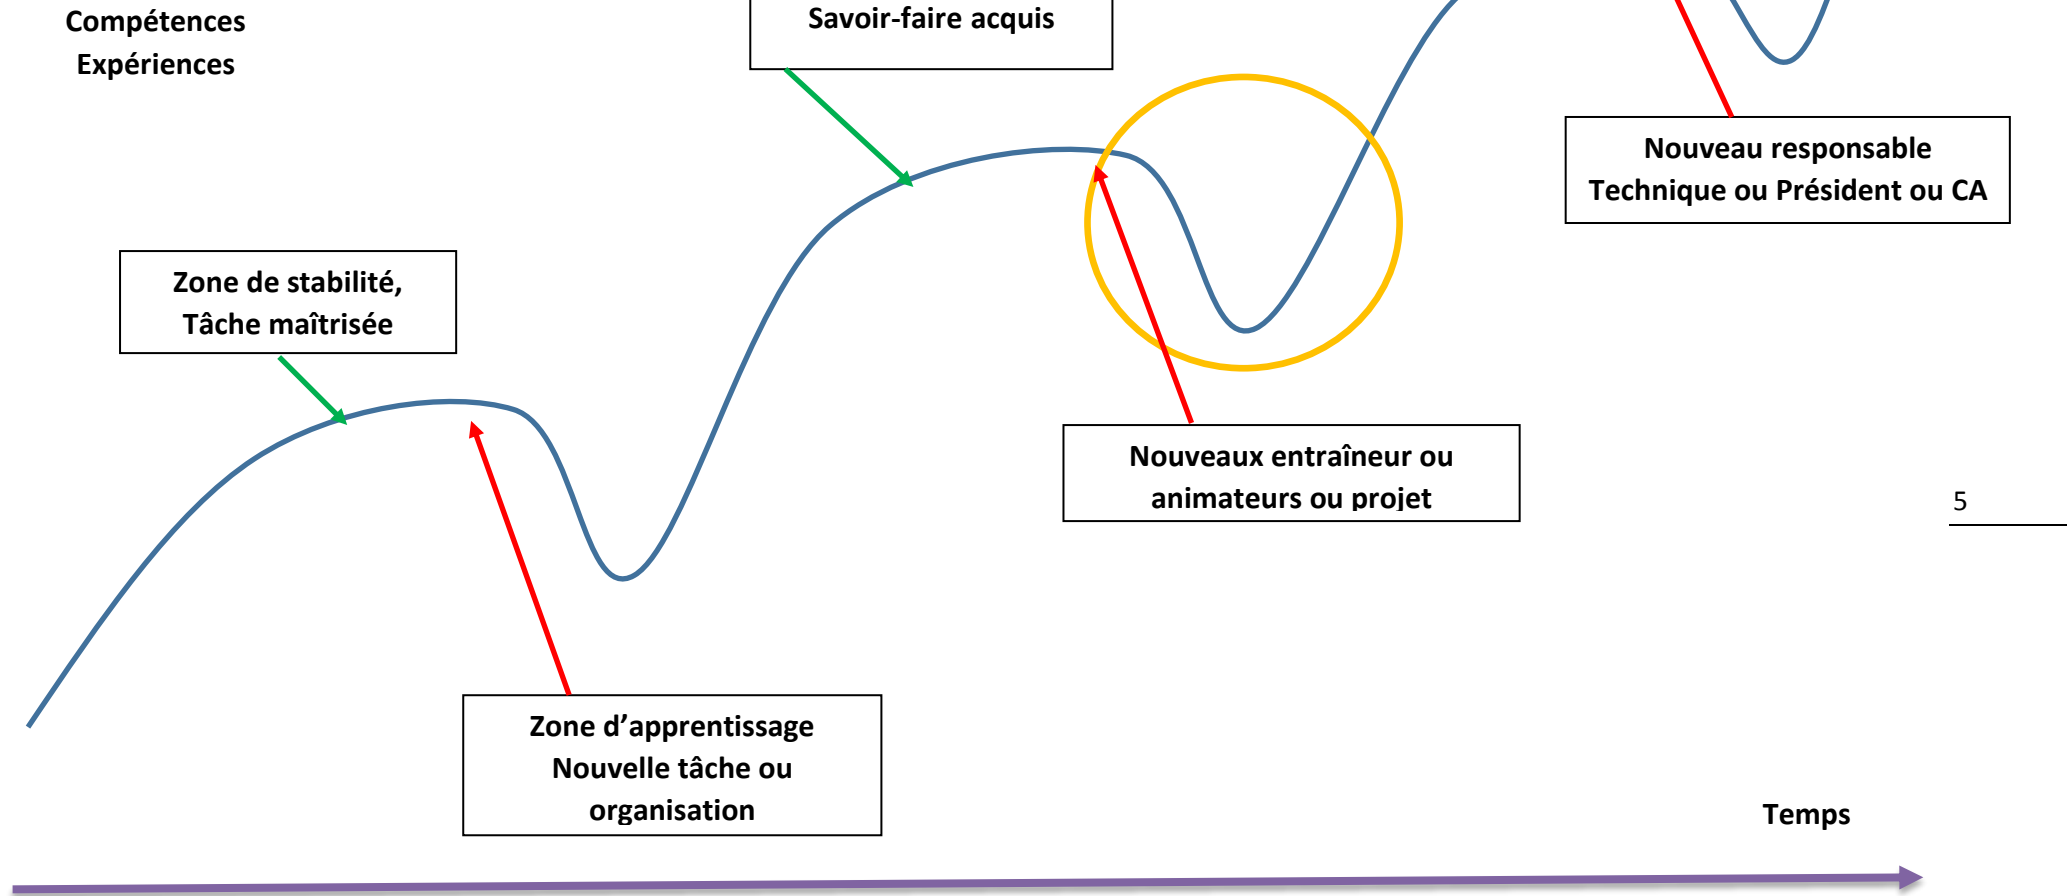 Compétences
Expériences
Savoir-faire acquis
Nouveau responsable
Technique ou Président ou CA
Zone de stabilité,
Tâche maîtrisée
Nouveaux entraîneur ou
animateurs ou projet
5
Zone d’apprentissage
Nouvelle tâche ou
organisation
Temps